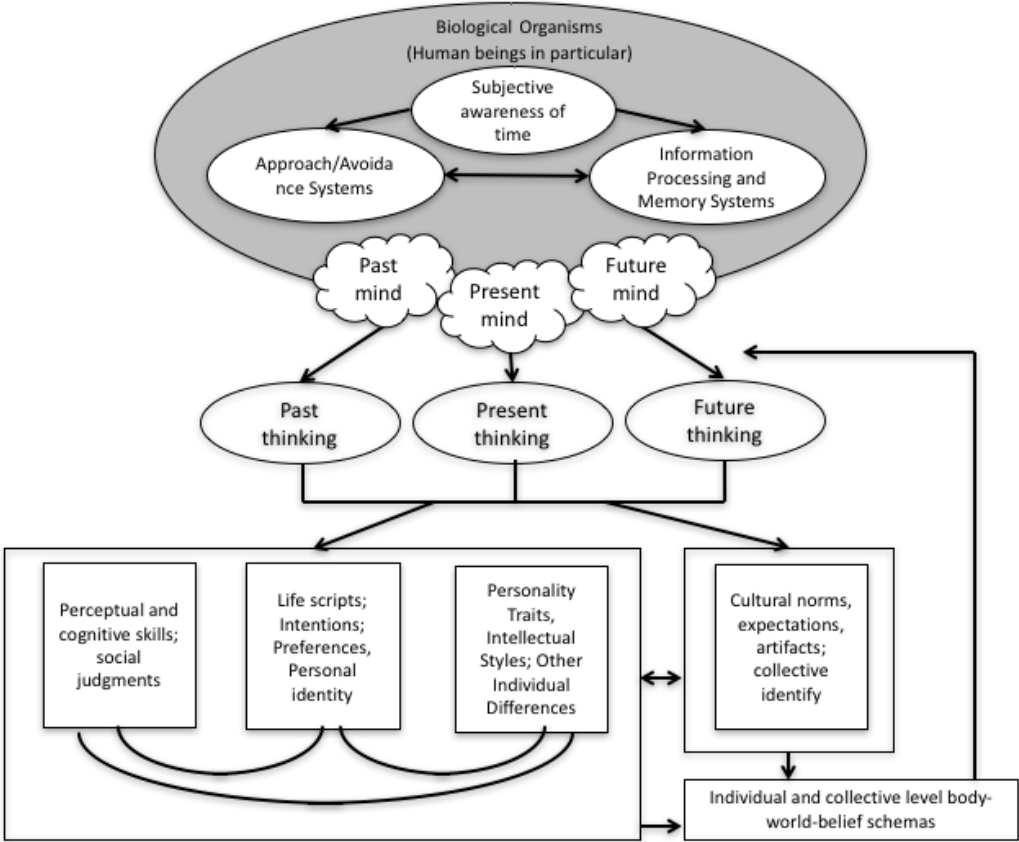 Biological Organisms
(Human beings in particular)
Subjective
awareness of
time
Approach/Avoida
nce Systems
Information
Processing and
Memory Systems
Past
mind
Present
mind
Future
mind
Past
thinking
Present
thinking
Future
thinking
Perceptual and
cognitive skills;
social
judgments
Life scripts;
Intentions;
Preferences,
Personal
identity
Personality
Traits,
Intellectual
Styles; Other
Individual
Differences
Cultural norms,
expectations,
artifacts;
collective
identify
Individual and collective level body-
world-belief schemas